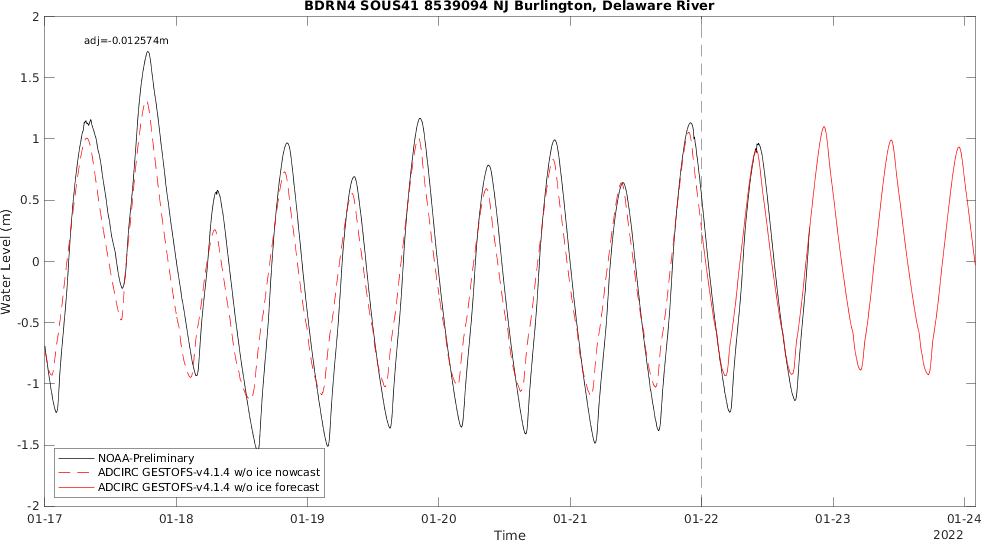 BDRN4 SOUS41 8539094 NJ Burlington, Delaware River
adj=-0.012574m
2
1.5
1
0.5
0
-0.5
-1
-1.5
-2
Water Level (m)
NOAA-Preliminary
ADCIRC GESTOFS-v4.1.4 w/o ice nowcast
ADCIRC GESTOFS-v4.1.4 w/o ice forecast
01-17 01-18 01-19 01-20 01-21 01-22 01-23 01-24
Time
2022